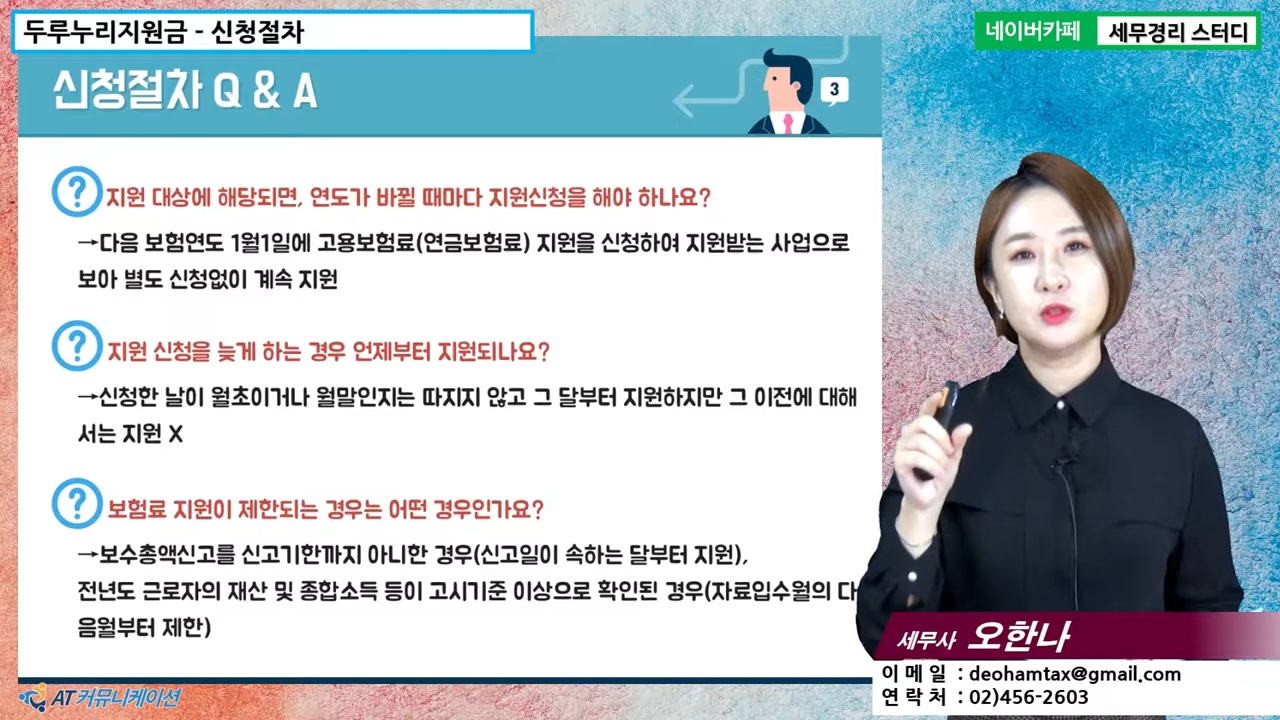 두루누리지원금 - 신청절차
네이버카페 세무경리 스터디
신청절차 Q & A
3
? 지원 대상에 해당되면, 연도가 바뀔 때마다 지원신청을 해야 하나요?
→다음 보험연도 1월1일에 고용보험료(연금보험료) 지원을 신청하여 지원받는 사업으로
보아 별도 신청없이 계속 지원
? 지원 신청을 늦게 하는 경우 언제부터 지원되나요?
→신청한 날이 월초이거나 월말인지는 따지지 않고 그 달부터 지원하지만 그 이전에 대해
서는 지원 X
? 보험료 지원이 제한되는 경우는 어떤 경우인가요?
→보수총액신고를 신고기한까지 아니한 경우(신고일이 속하는 달부터 지원),
전년도 근로자의 재산 및 종합소득 등이 고시기준 이상으로 확인된 경우(자료입수월의 다
음월부터 제한)
세무사 오한나
이 메 일 : deohamtax@gmail.com
연 락 처 : 02)456-2603
AT커뮤니케이션